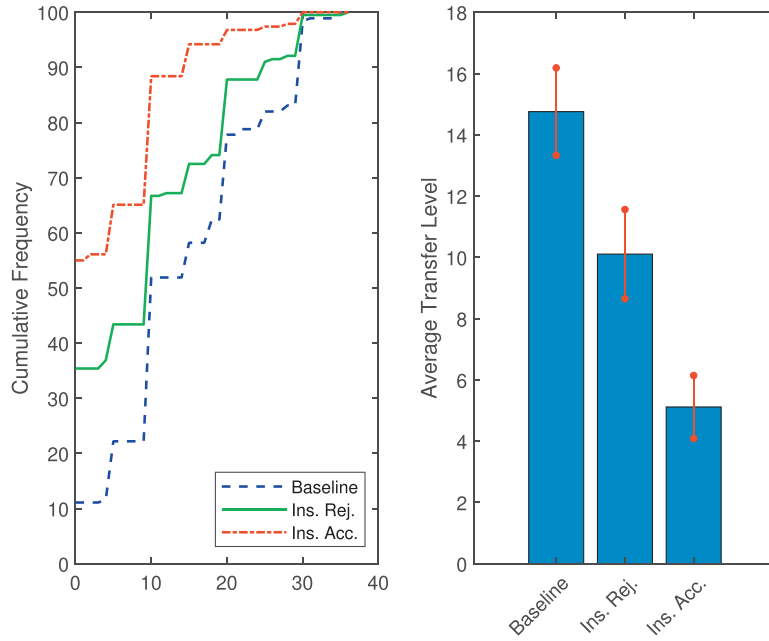 Cumulative Frequency
100
90
80
70
60
50
40
30
20
10
0
0 10 20 30 40
Baseline
Ins. Rej.
Ins. Acc.
Average Transfer Level
18
16
14
12
10
8
6
4
2
0
Baseline
Ins. Rej.
Ins. Acc.